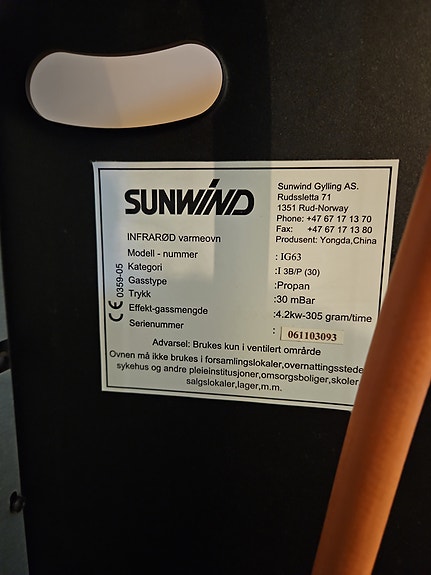 SUNWIND
Sunwind Gylling AS.
Rudssletta 71
1351 Rud-Norway
Phone: +47 67 17 13 70
Fax: +47 67 17 13 80
Produsent: Yongda,China
INFRARØD varmeovn
Modell - nummer : IG63
Kategori : I 3B/P (30)
Gasstype :Propan
Trykk :30 mBar
Effekt-gassmengde :4.2kw-305 gram/time
Serienummer : 061103093
CE 0359-05
Advarsel: Brukes kun i ventilert område
Ovnen må ikke brukes i forsamlingslokaler,overnattingsstede
sykehus og andre pleieinstitusjoner,omsorgsboliger,skoler
salgslokaler,lager,m.m.